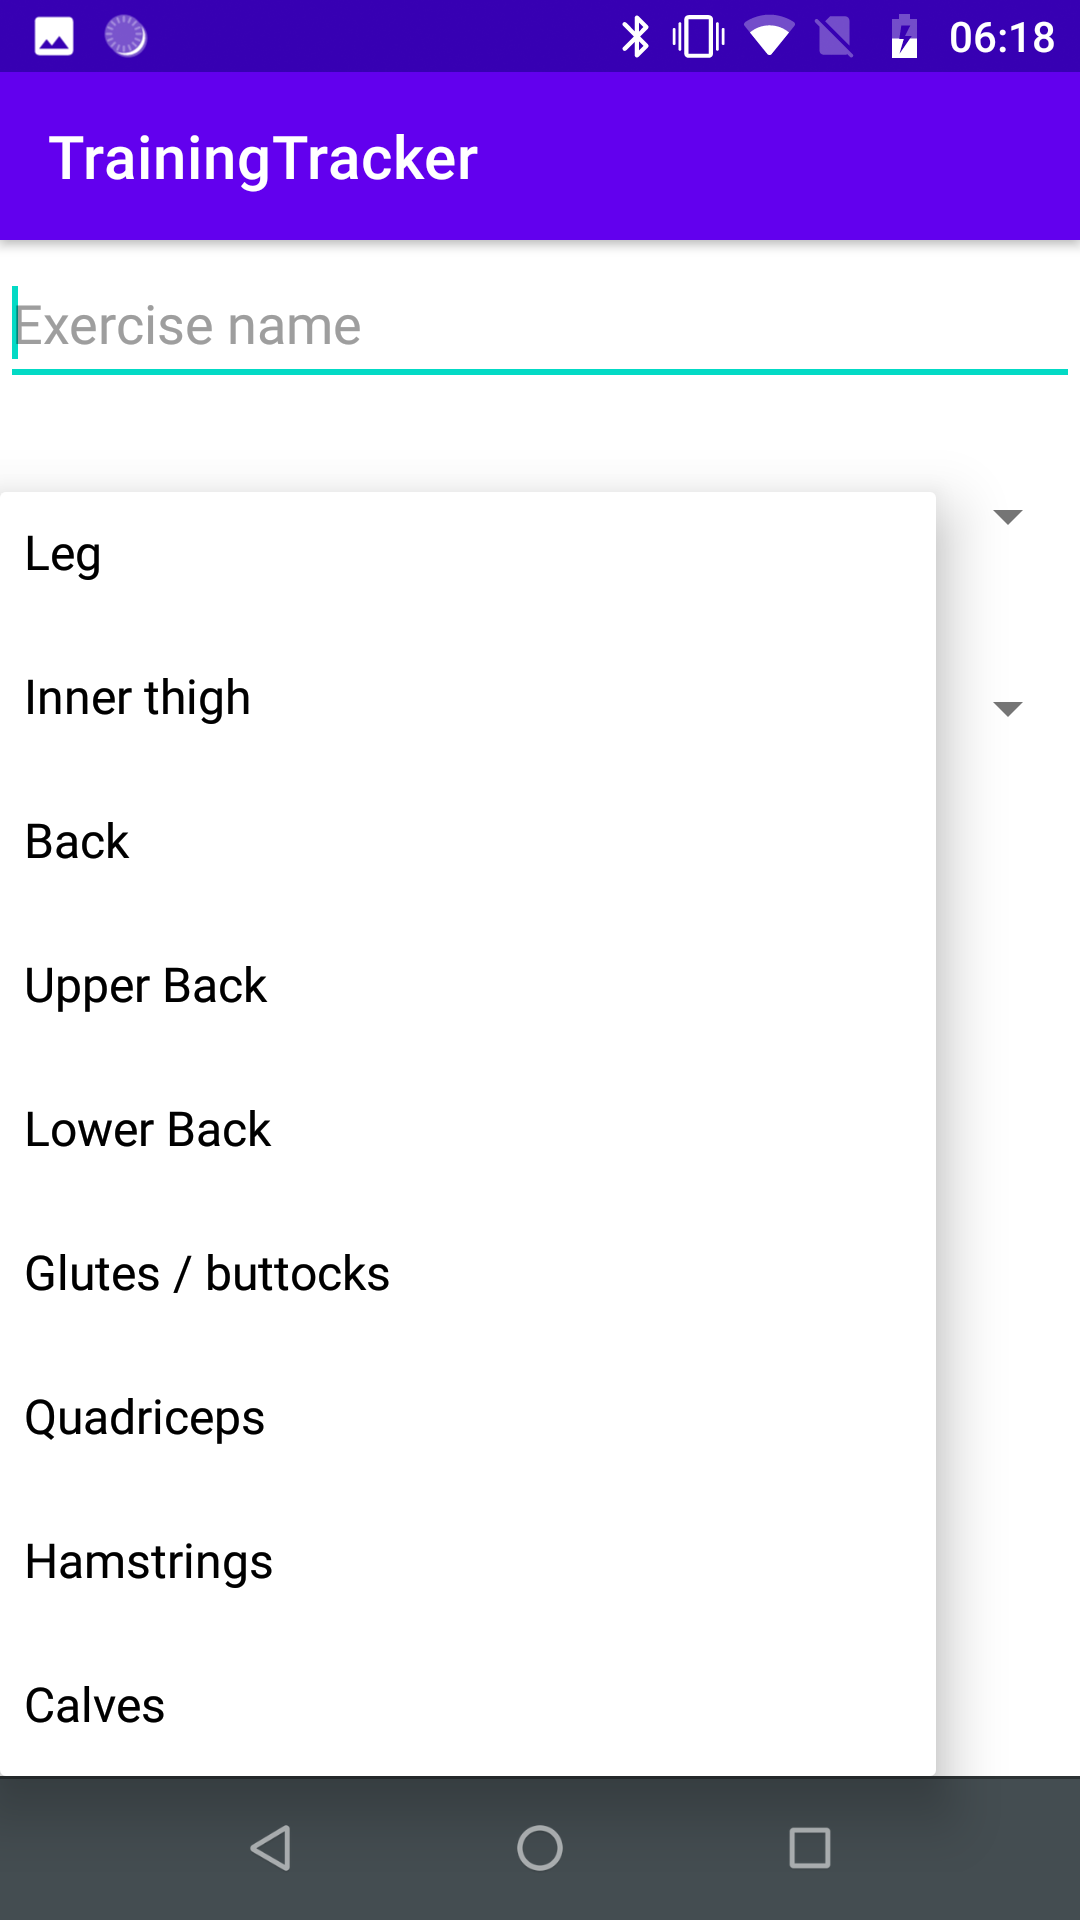 06:18
TrainingTracker
Exercise name
Leg
Inner thigh
Back
Upper Back
Lower Back
Glutes / buttocks
Quadriceps
Hamstrings
Calves